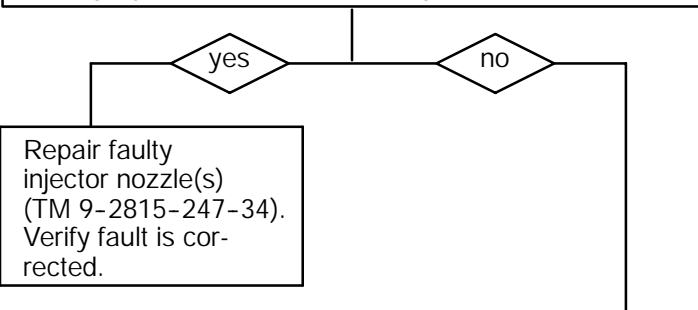 yes
no
Repair faulty
injector nozzle(s)
(TM 9-2815-247-34).
Verify fault is cor-
rected.